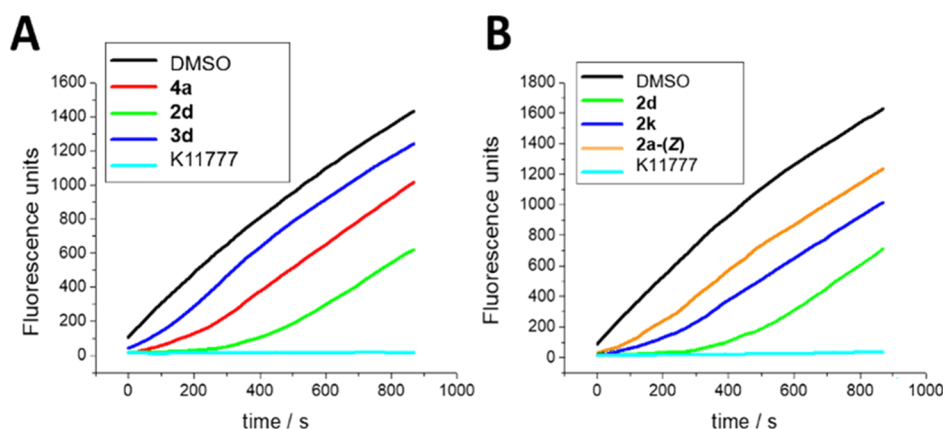 A
DMSO
4a
2d
3d
K11777
1600
1400
1200
1000
800
600
400
200
0
Fluorescence units
0 200 400 600 800 1000
time / s
B
DMSO
2d
2k
2a-(Z)
K11777
1800
1600
1400
1200
1000
800
600
400
200
0
Fluorescence units
0 200 400 600 800 1000
time / s